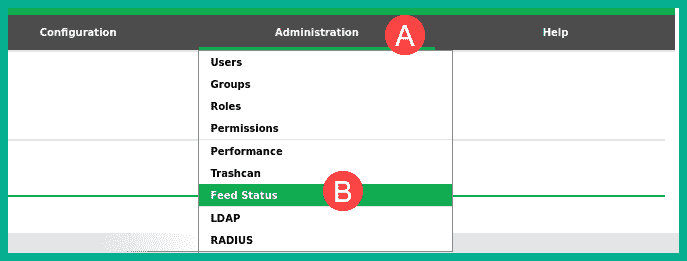 Configuration Administration A Help
Users
Groups
Roles
Permissions
Performance
Trashcan
Feed Status B
LDAP
RADIUS